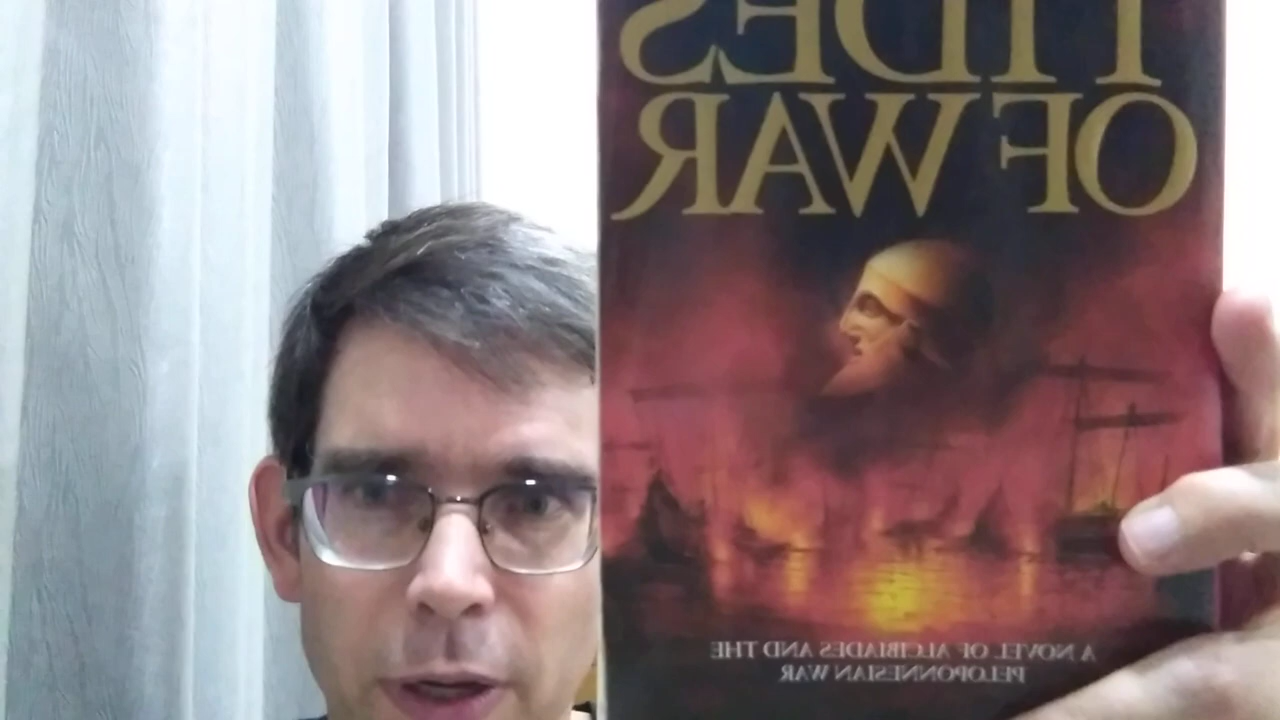 TIDES
OF WAR
A NOVEL OF ALCIBIADES AND THE
PELOPONNESIAN WAR